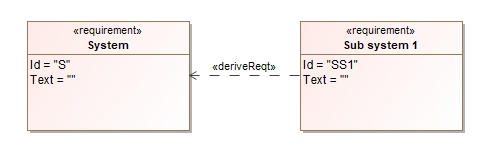 «requirement»
System
Id = "S"
Text = ""
«deriveReqt»
«requirement»
Sub system 1
Id = "SS1"
Text = ""